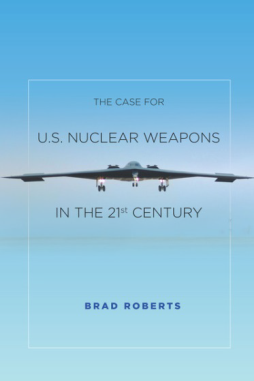 THE CASE FOR
U.S. NUCLEAR WEAPONS
IN THE 21st CENTURY
BRAD ROBERTS